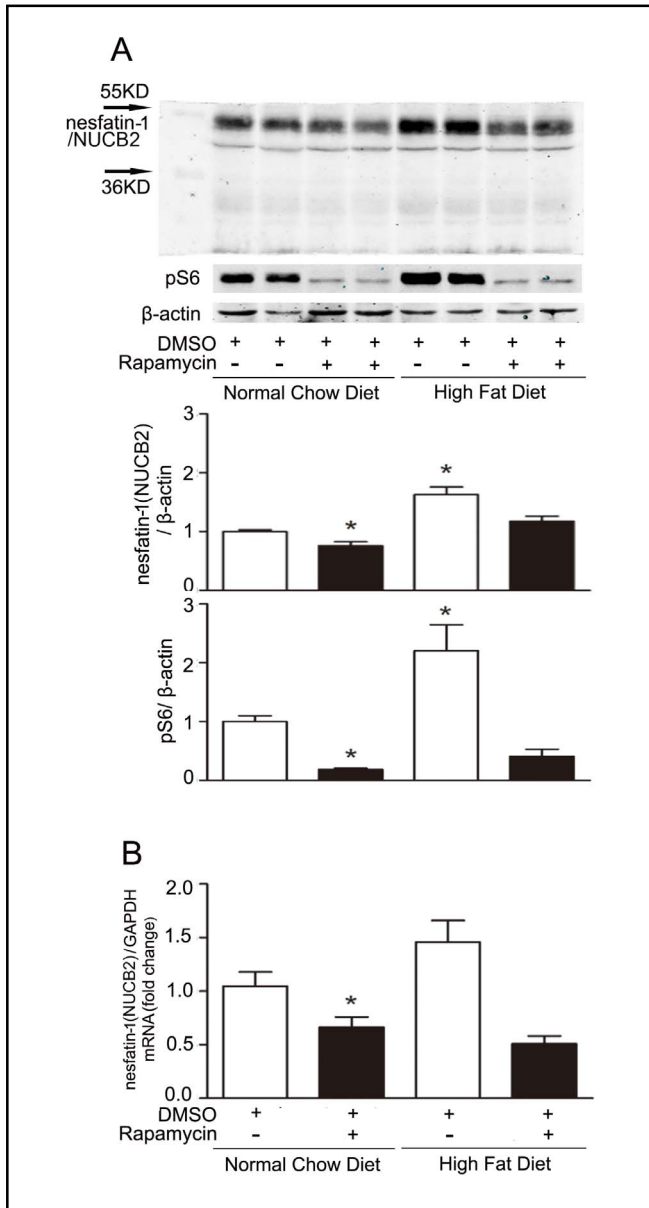 A
55KD
nesfatin-1
/NUCB2
36KD
pS6
β-actin
DMSO + + + + + + + +
Rapamycin - - + + - - + +
Normal Chow Diet High Fat Diet
nesfatin-1(NUCB2)
/ β-actin
3
2
1
0
* *
pS6/ β-actin
3
2
1
0
* *
B
nesfatin-1(NUCB2)/GAPDH
mRNA(fold change)
2.0
1.5
1.0
0.5
0.0
*
DMSO + + + +
Rapamycin - + - +
Normal Chow Diet High Fat Diet